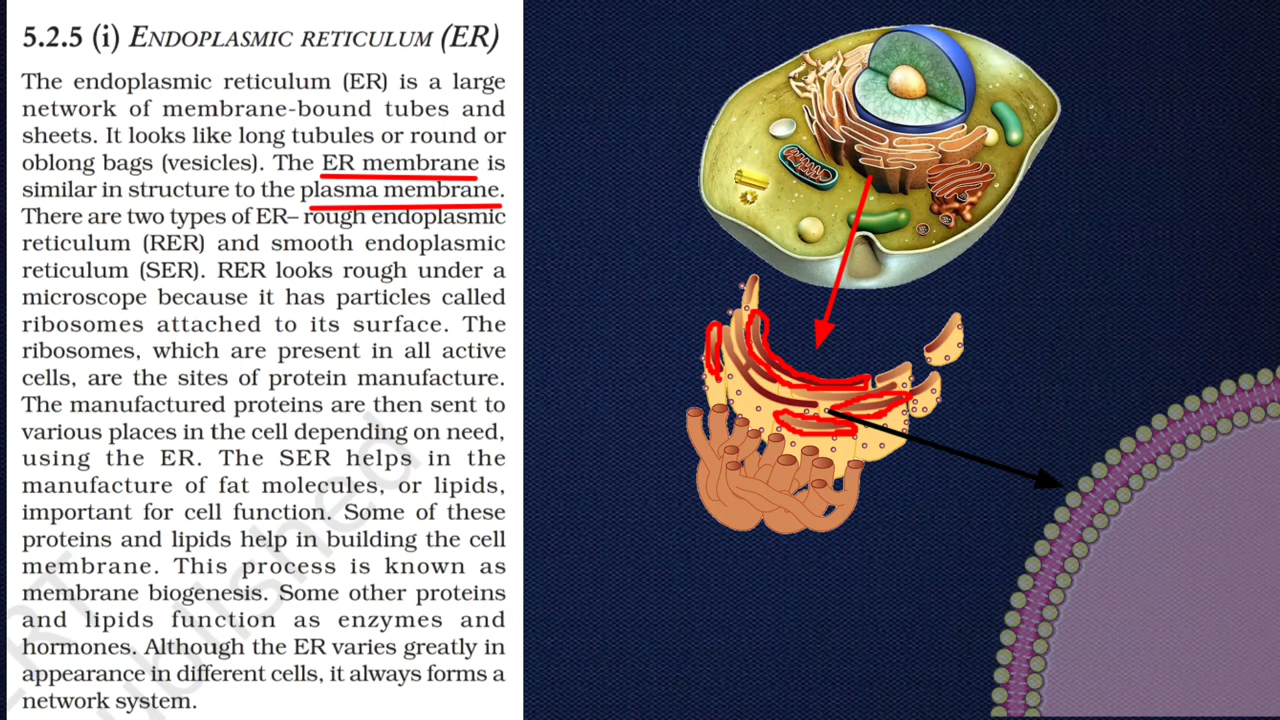 5.2.5 (i) ENDOPLASMIC RETICULUM (ER)
The endoplasmic reticulum (ER) is a large
network of membrane-bound tubes and
sheets. It looks like long tubules or round or
oblong bags (vesicles). The ER membrane is
similar in structure to the plasma membrane.
There are two types of ER– rough endoplasmic
reticulum (RER) and smooth endoplasmic
reticulum (SER). RER looks rough under a
microscope because it has particles called
ribosomes attached to its surface. The
ribosomes, which are present in all active
cells, are the sites of protein manufacture.
The manufactured proteins are then sent to
various places in the cell depending on need,
using the ER. The SER helps in the
manufacture of fat molecules, or lipids,
important for cell function. Some of these
proteins and lipids help in building the cell
membrane. This process is known as
membrane biogenesis. Some other proteins
and lipids function as enzymes and
hormones. Although the ER varies greatly in
appearance in different cells, it always forms a
network system.